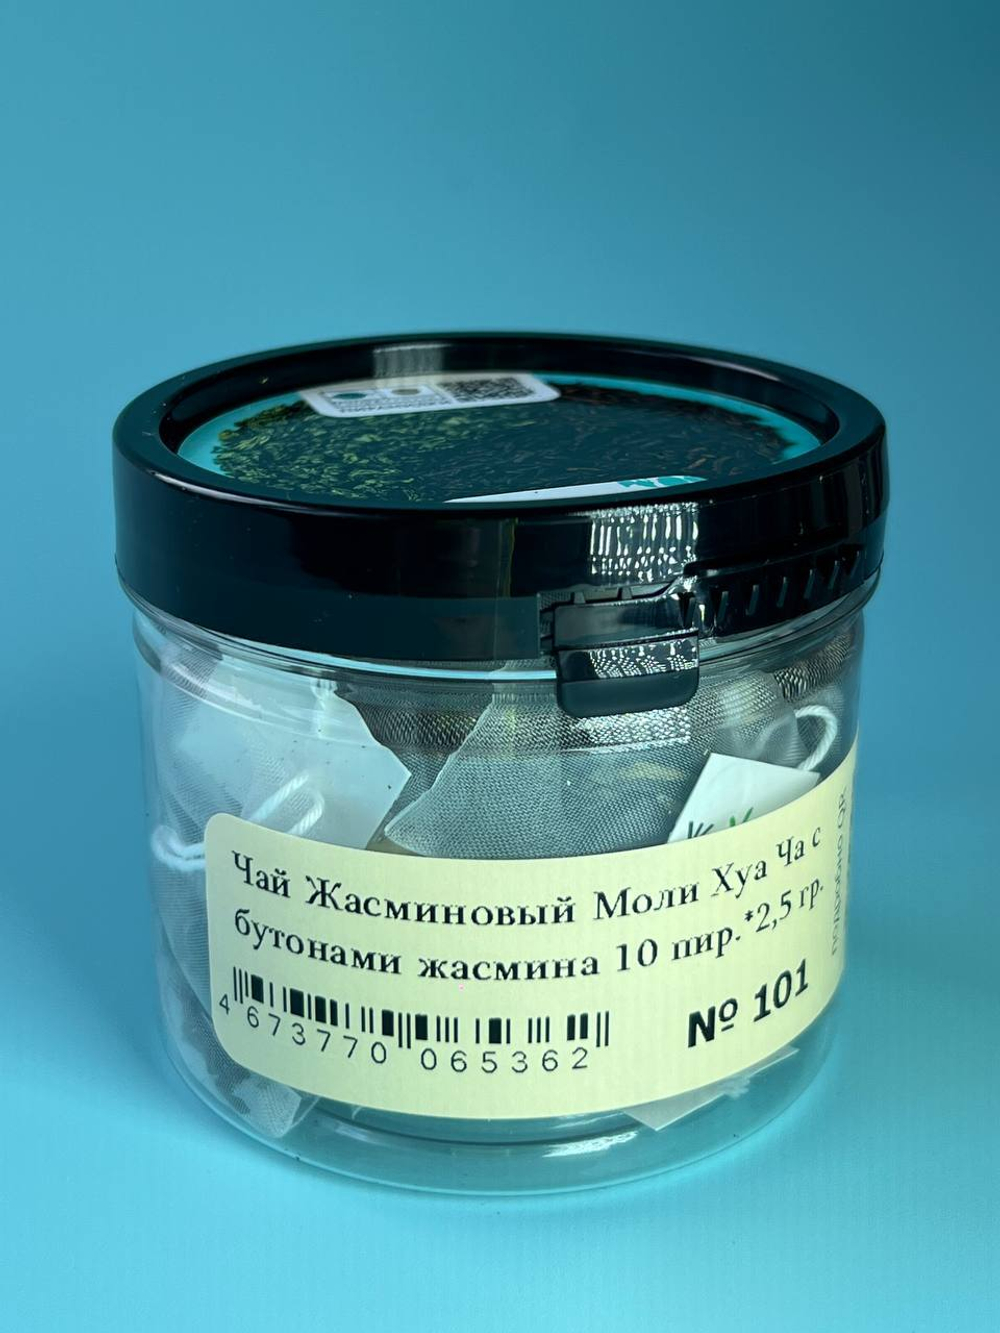 Чай Жасминовый Моли Хуа Ча с
бутонами жасмина 10 пир. *2,5 гр.
4 673770 065362
№ 101